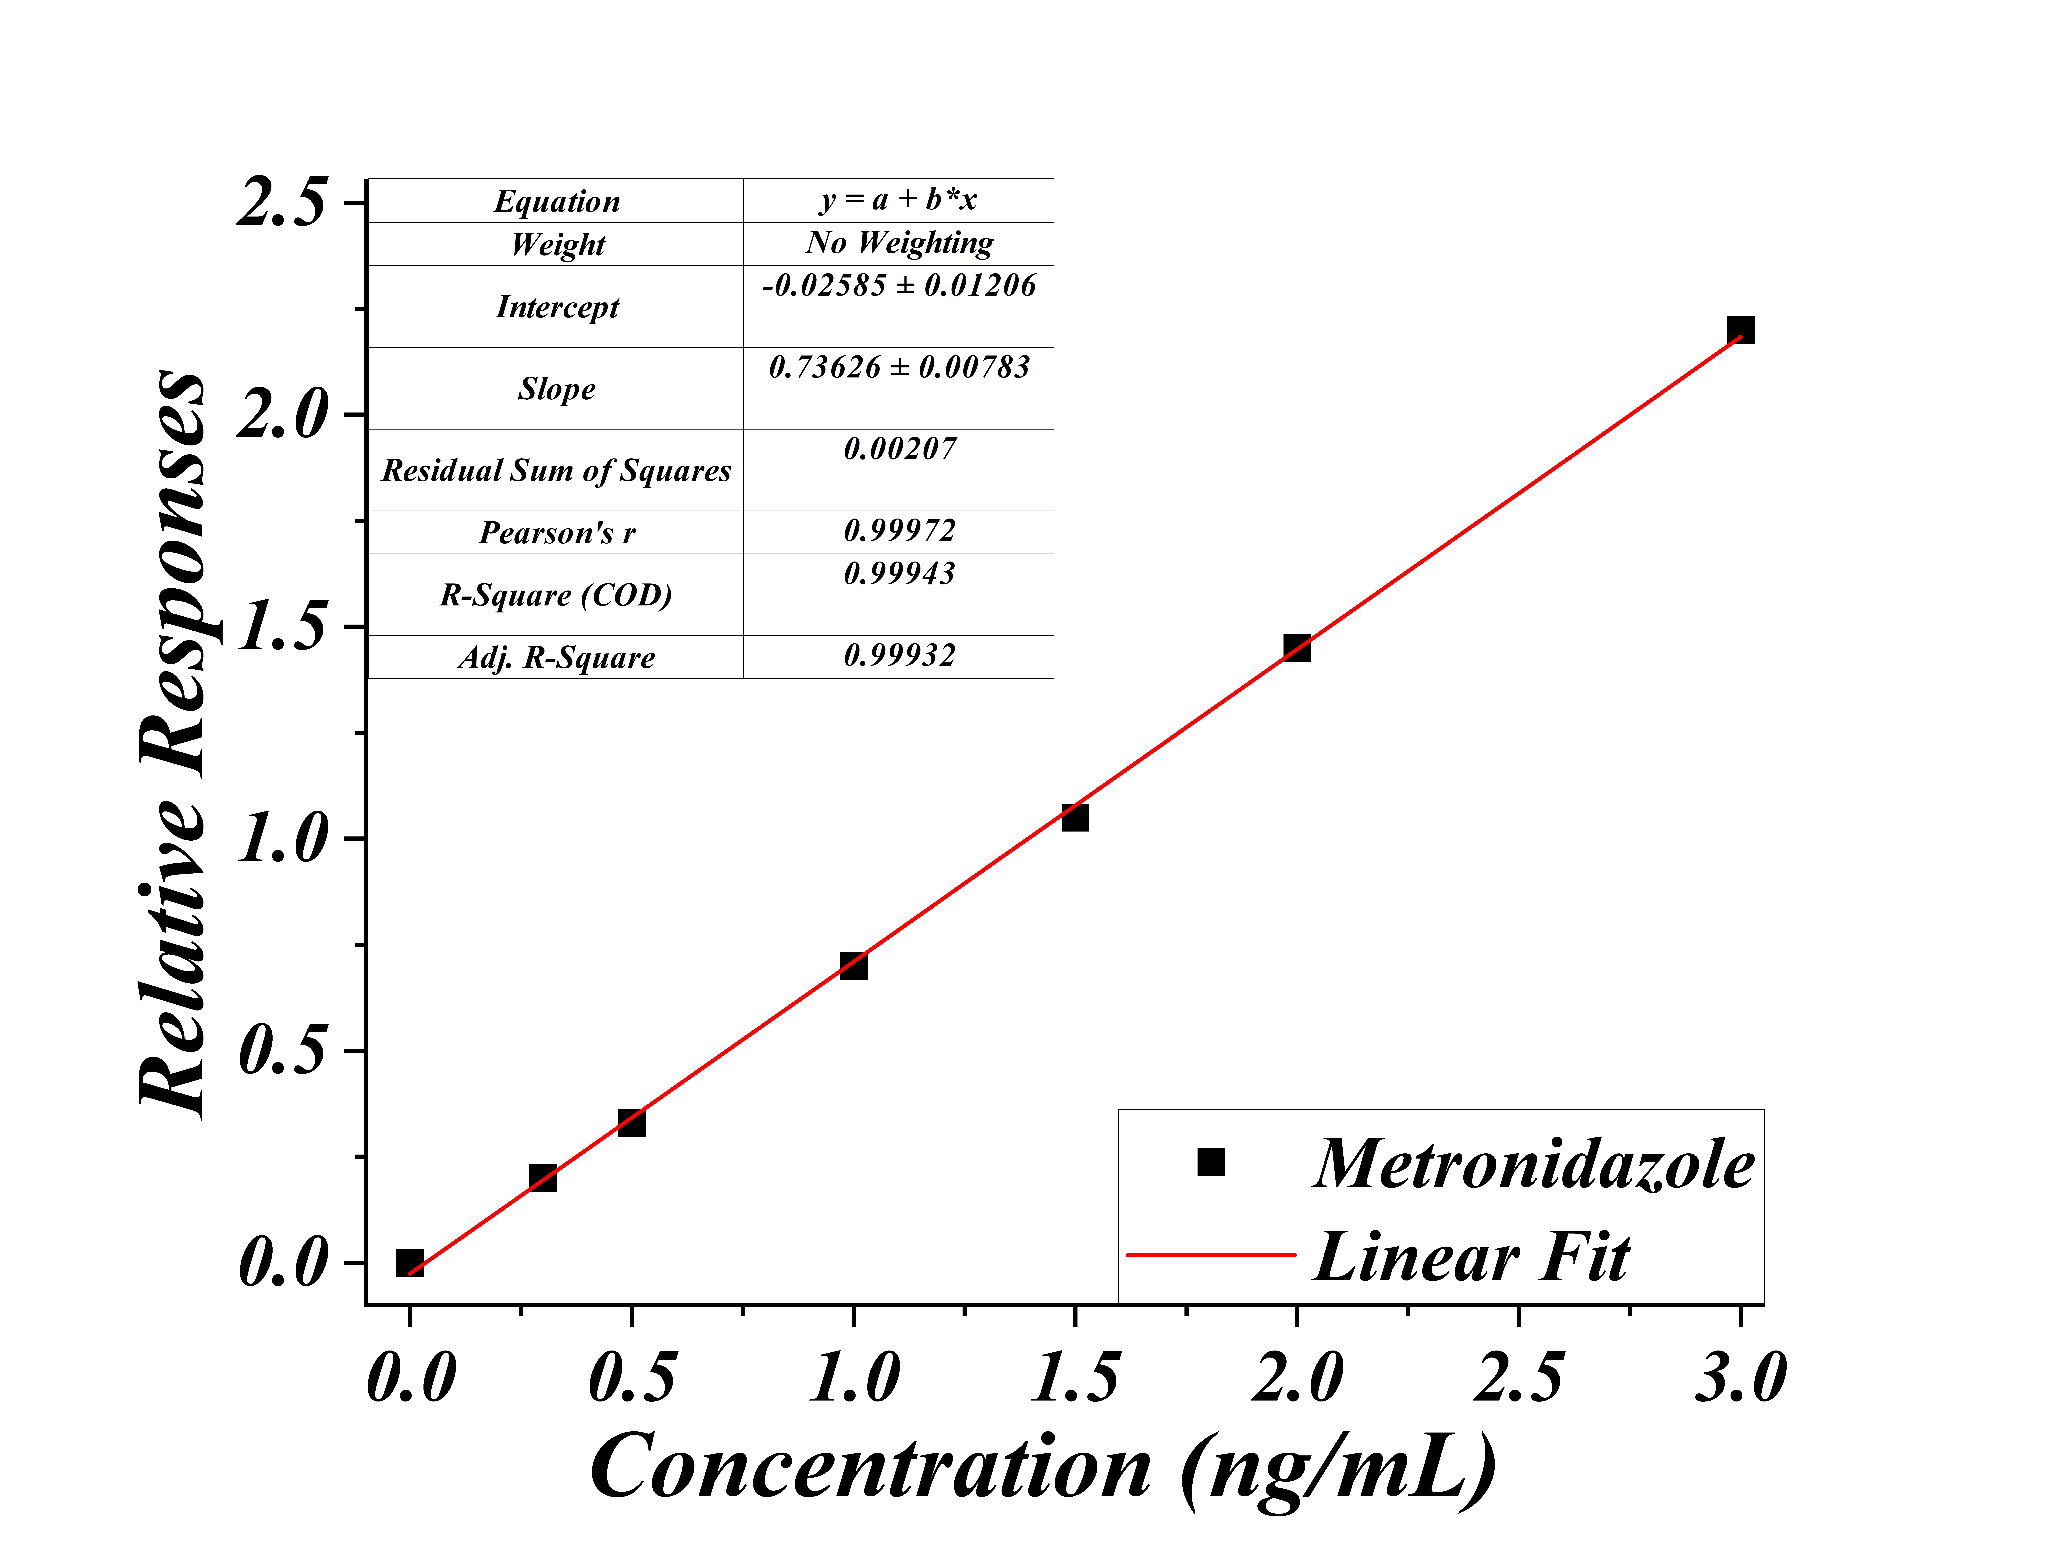 Relative Responses
2.5
2.0
1.5
1.0
0.5
0.0
Equation y = a + b*x
Weight No Weighting
Intercept -0.02585 ± 0.01206
Slope 0.73626 ± 0.00783
Residual Sum of Squares 0.00207
Pearson's r 0.99972
R-Square (COD) 0.99943
Adj. R-Square 0.99932
Metronidazole
Linear Fit
0.0 0.5 1.0 1.5 2.0 2.5 3.0
Concentration (ng/mL)